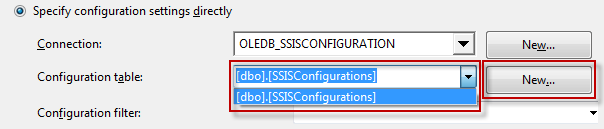 Specify configuration settings directly
Connection: OLEDB_SSISCONFIGURATION New...
Configuration table: [dbo].[SSISConfigurations] New...
[dbo].[SSISConfigurations]
Configuration filter: